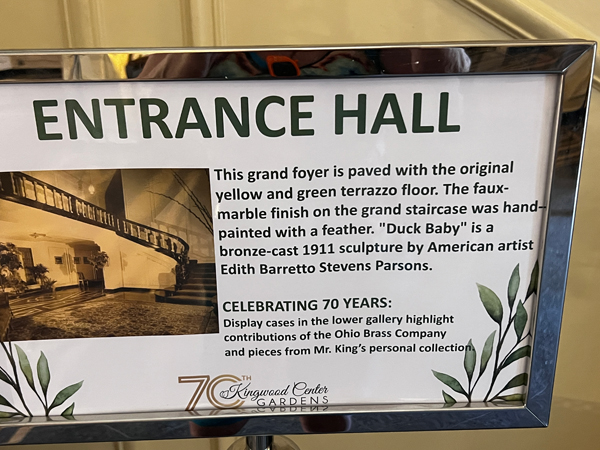 ENTRANCE HALL
This grand foyer is paved with the original
yellow and green terrazzo floor. The faux-
marble finish on the grand staircase was hand-
painted with a feather. "Duck Baby" is a
bronze-cast 1911 sculpture by American artist
Edith Barretto Stevens Parsons.
CELEBRATING 70 YEARS:
Display cases in the lower gallery highlight
contributions of the Ohio Brass Company
and pieces from Mr. King's personal collection.
70TH Kingwood Center
GARDENS